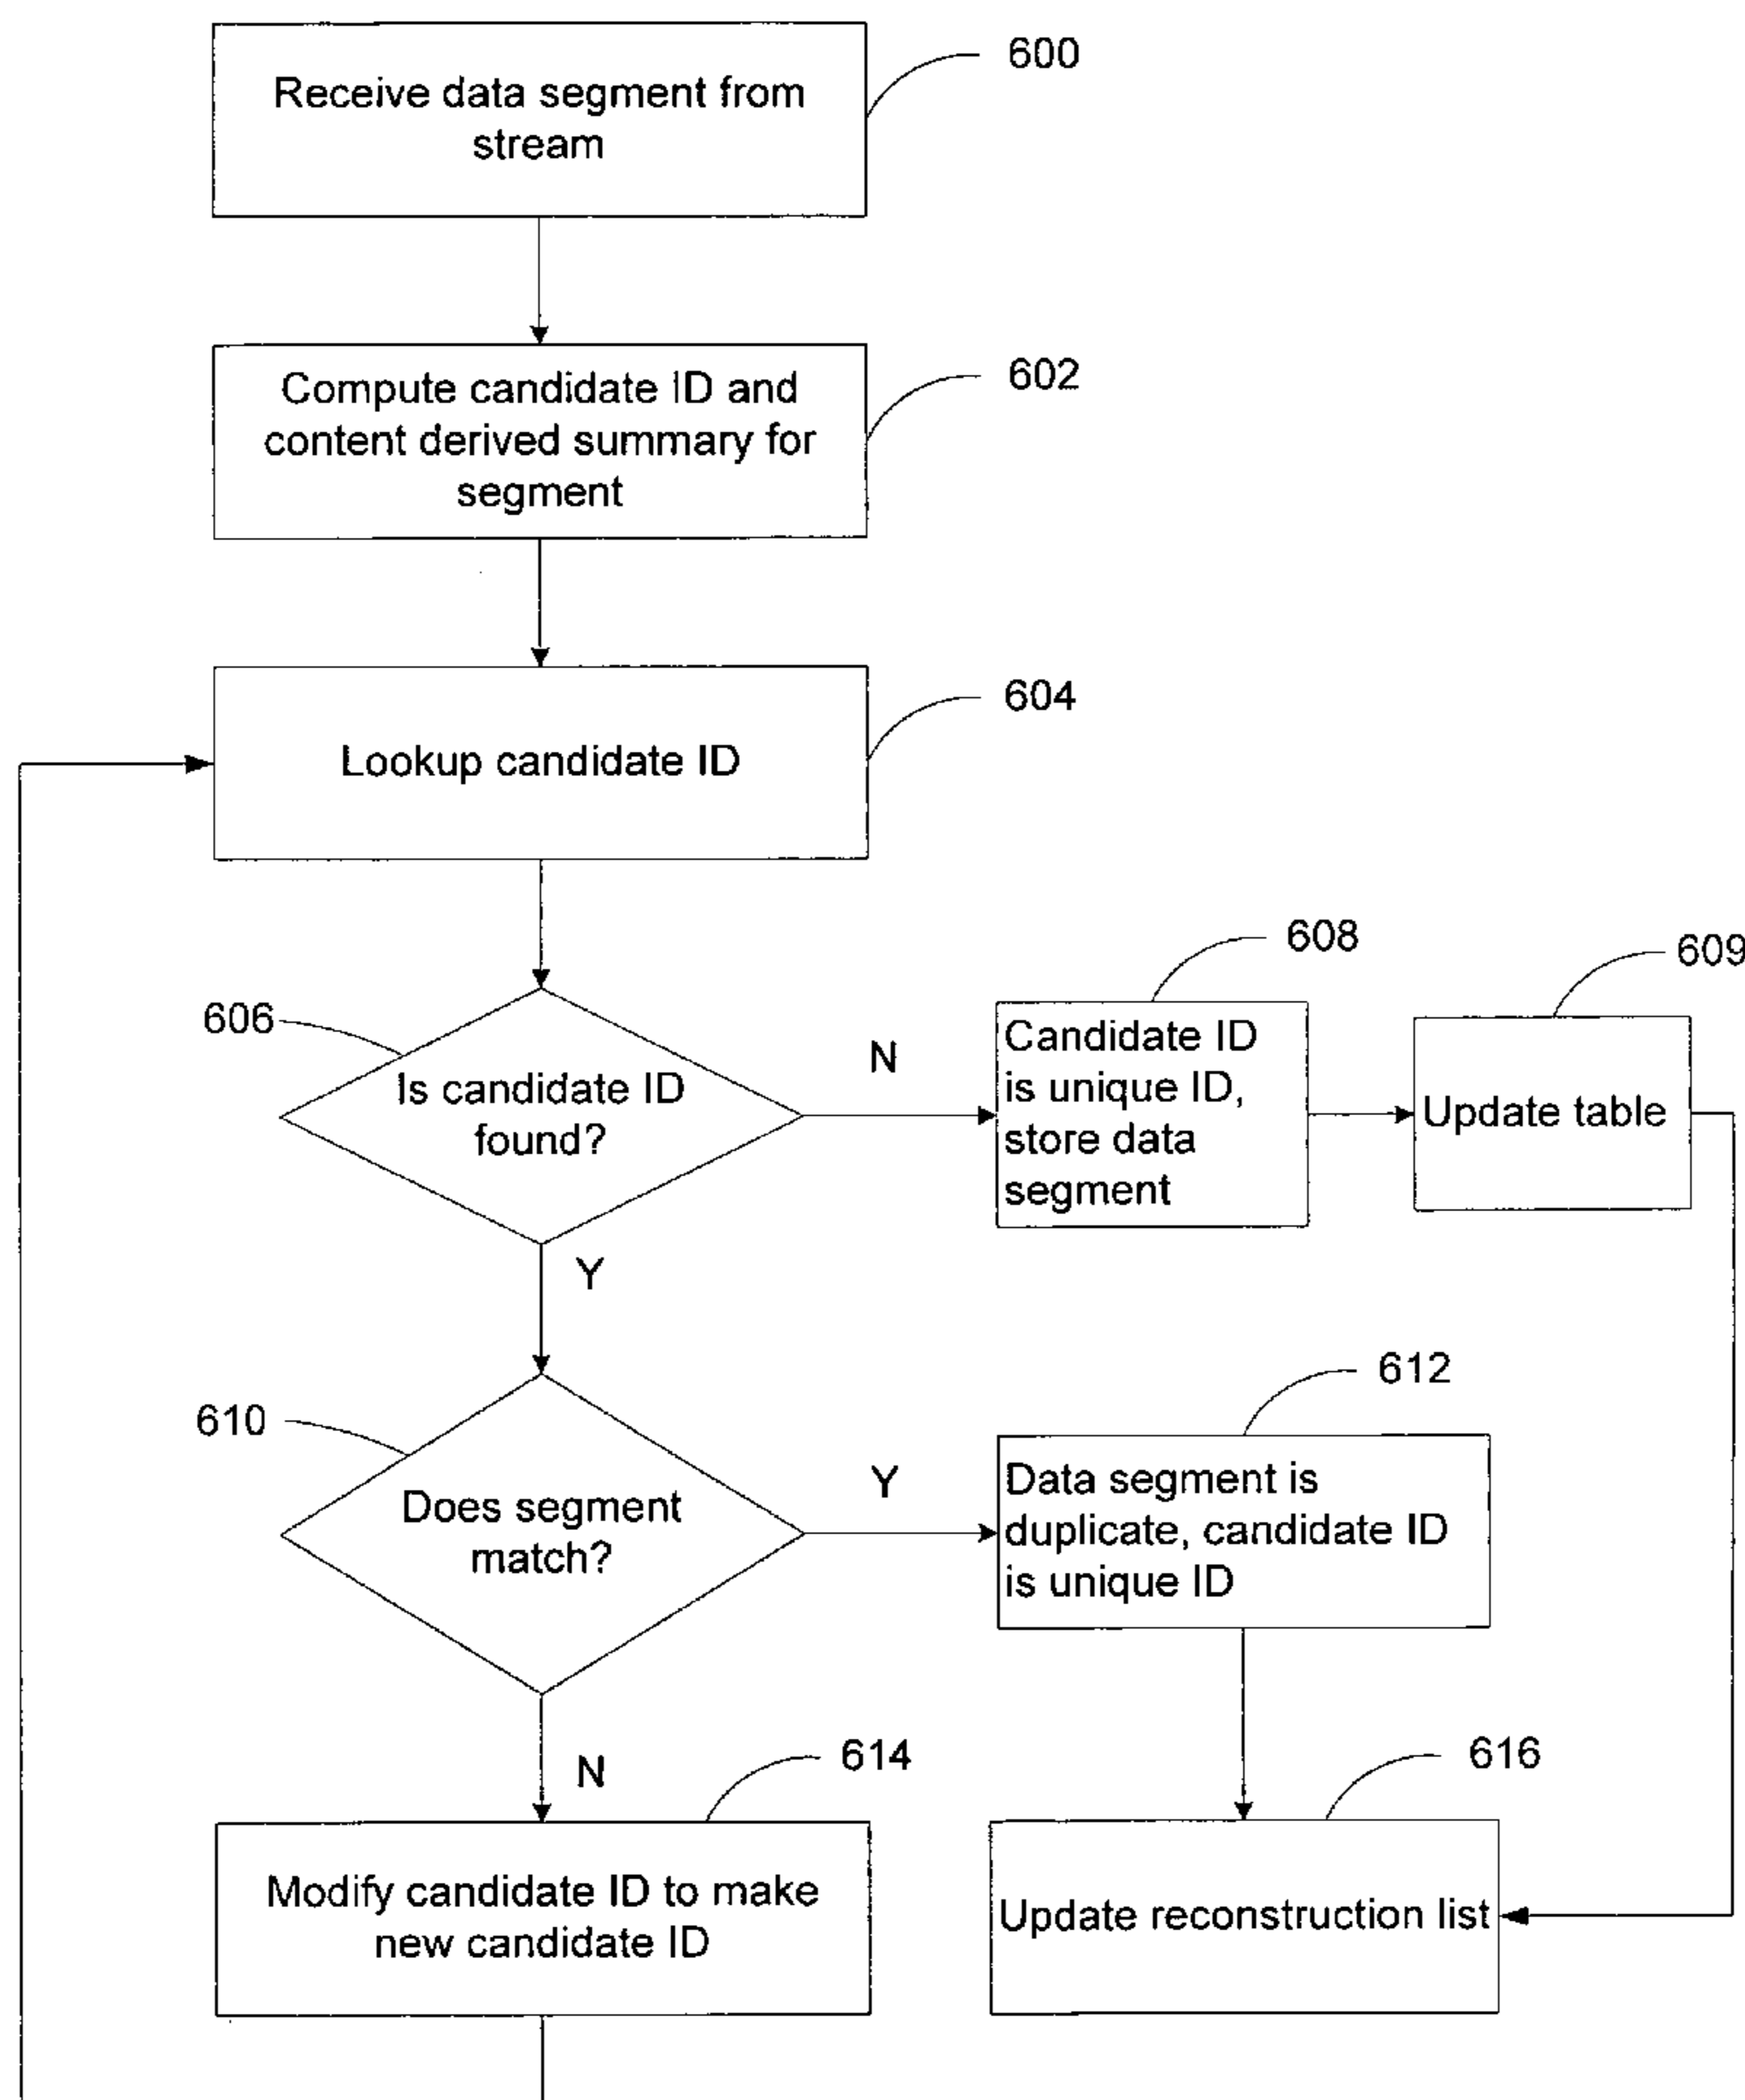 600
Receive data segment from
stream
602
Compute candidate ID and
content derived summary for
segment
604
Lookup candidate ID
608
609
606
N
Candidate ID
is unique ID,
store data
segment
Update table
Is candidate ID
found?
Y
612
610
Y
Data segment is
duplicate, candidate ID
is unique ID
Does segment
match?
N
614
616
Modify candidate ID to make
new candidate ID
Update reconstruction list